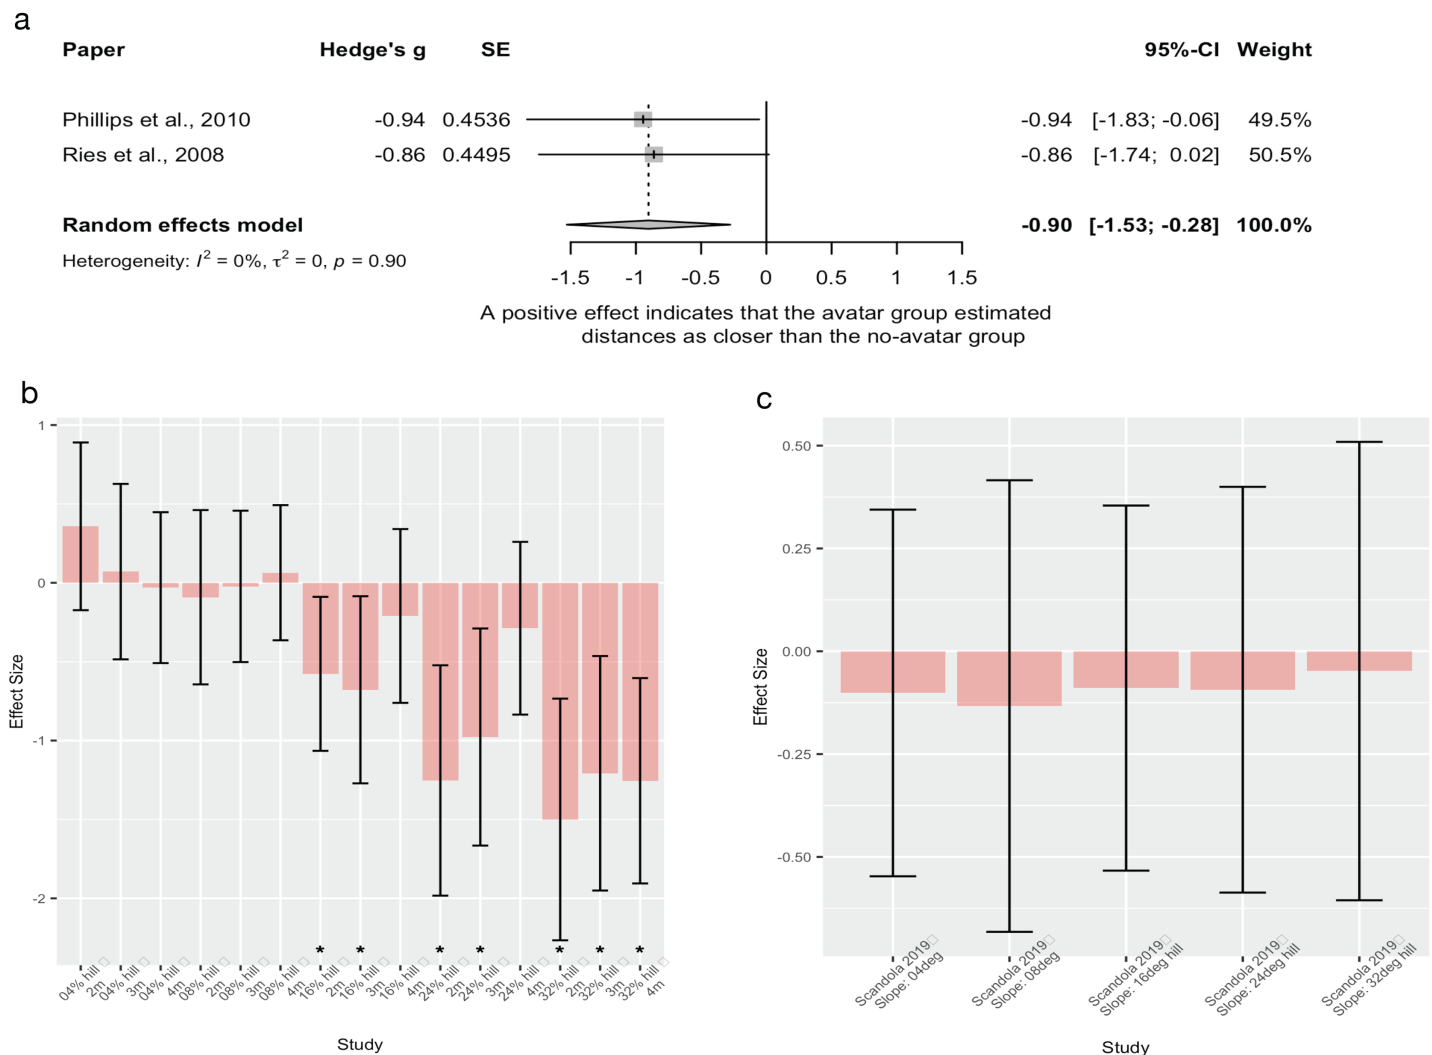 a
Paper Hedge's g SE 95%-CI Weight
Phillips et al., 2010 -0.94 0.4536 -0.94 [-1.83; -0.06] 49.5%
Ries et al., 2008 -0.86 0.4495 -0.86 [-1.74; 0.02] 50.5%
Random effects model -0.90 [-1.53; -0.28] 100.0%
Heterogeneity: I² = 0%, τ² = 0, p = 0.90
-1.5 -1 -0.5 0 0.5 1 1.5
A positive effect indicates that the avatar group estimated
distances as closer than the no-avatar group
b
1
0
-1
-2
Effect Size
* * * * * * *
04% hill
2m
04% hill
3m
04% hill
4m
08% hill
2m
08% hill
3m
08% hill
4m
16% hill
2m
16% hill
3m
16% hill
4m
24% hill
2m
24% hill
3m
24% hill
4m
32% hill
2m
32% hill
3m
32% hill
4m
Study
c
0.50
0.25
0.00
-0.25
-0.50
Effect Size
Scandola 2019
Slope: 04deg
Scandola 2019
Slope: 08deg
Scandola 2019
Slope: 16deg hill
Scandola 2019
Slope: 24deg hill
Scandola 2019
Slope: 32deg hill
Study